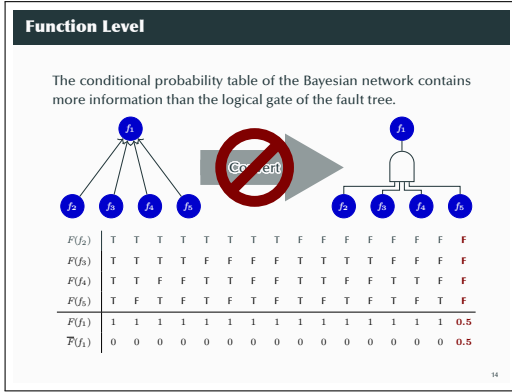 Function Level
The conditional probability table of the Bayesian network contains
more information than the logical gate of the fault tree.
f₁ f₁
Convert
f₂ f₃ f₄ f₅ f₂ f₃ f₄ f₅
F(f₂) T T T T T T T T F F F F F F F F
F(f₃) T T T T F F F F T T T T F F F F
F(f₄) T T F F T T F F T T F F T T F F
F(f₅) T F T F T F T F T F T F T F T F
F(f₁) 1 1 1 1 1 1 1 1 1 1 1 1 1 1 1 0.5
F̅(f₁) 0 0 0 0 0 0 0 0 0 0 0 0 0 0 0 0.5
14